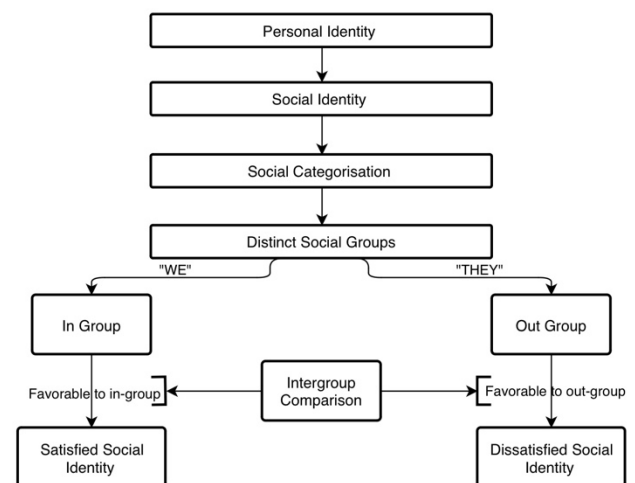 Personal Identity
Social Identity
Social Categorisation
Distinct Social Groups
"WE"
"THEY"
In Group
Out Group
Favorable to in-group
Intergroup
Comparison
Favorable to out-group
Satisfied Social
Identity
Dissatisfied Social
Identity